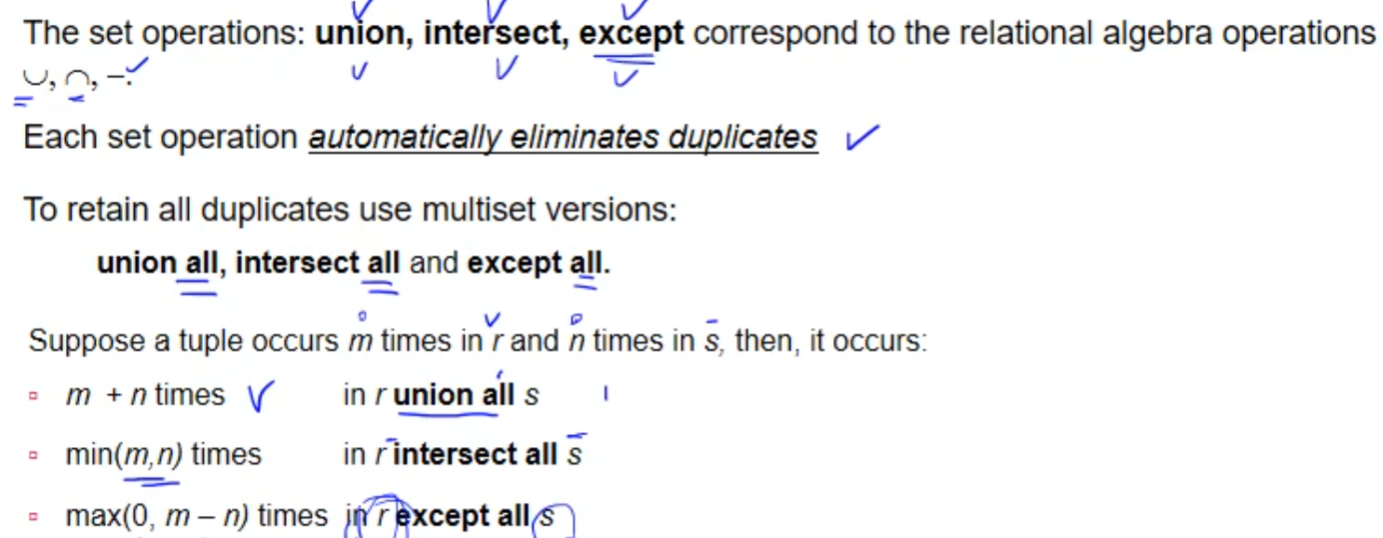 The set operations: union, intersect, except correspond to the relational algebra operations
∪, ∩, −.
Each set operation automatically eliminates duplicates
To retain all duplicates use multiset versions:
union all, intersect all and except all.
Suppose a tuple occurs m times in r and n times in s, then, it occurs:
m + n times in r union all s
min(m,n) times in r intersect all s
max(0, m – n) times in r except all s